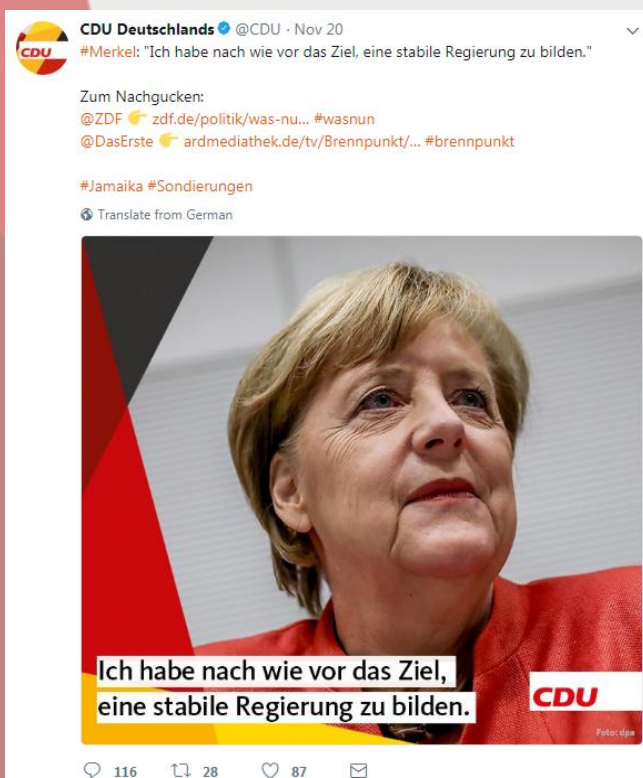 CDU
CDU Deutschlands @CDU · Nov 20
#Merkel: "Ich habe nach wie vor das Ziel, eine stabile Regierung zu bilden."
Zum Nachgucken:
@ZDF 👉 zdf.de/politik/was-nu... #wasnun
@DasErste 👉 ardmediathek.de/tv/Brennpunkt/... #brennpunkt
#Jamaika #Sondierungen
Translate from German
Ich habe nach wie vor das Ziel,
eine stabile Regierung zu bilden.
CDU
Foto: dpa
116 28 87